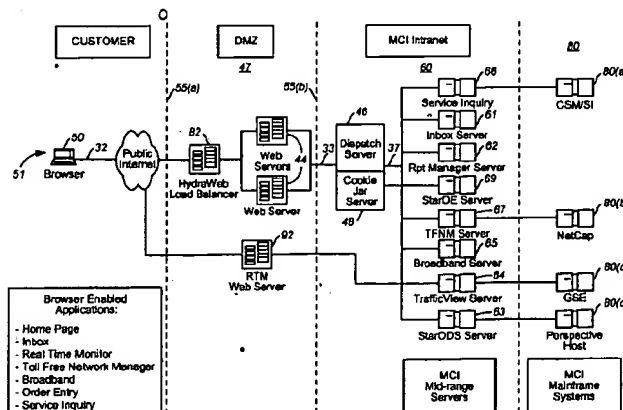 CUSTOMER
DMZ
47
MCI Intranet
60
80
55(a)
55(b)
50
32
51
Browser
Public
Internet
82
HydraWeb
Load Balancer
Web
Servers
44
Web Server
33
46
Dispatch
Server
37
Cookie
Jar
Server
48
92
RTM
Web Server
66
Service Inquiry
61
Inbox Server
62
Rpt Manager Server
69
StarOE Server
67
TFNM Server
65
Broadband Server
64
TrafficView Server
63
StarODS Server
80(a)
CSM/SI
80(b)
NetCap
80(c)
GSE
80(d)
Perspective
Host
Browser Enabled
Applications:
- Home Page
- Inbox
- Real Time Monitor
- Toll Free Network Manager
- Broadband
- Order Entry
- Service Inquiry
MCI
Mid-range
Servers
MCI
Mainframe
Systems